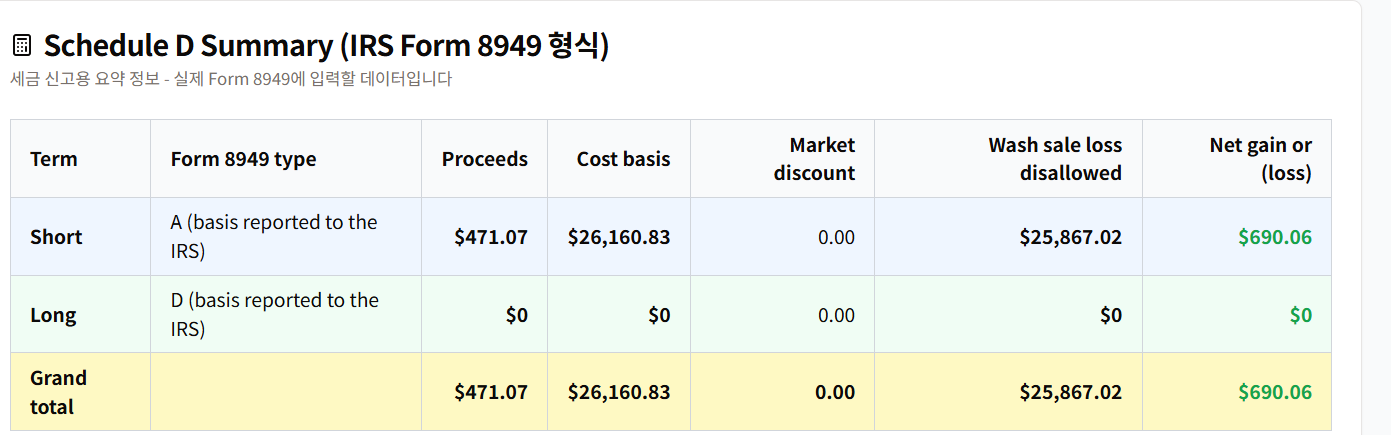 Schedule D Summary (IRS Form 8949 형식)
세금 신고용 요약 정보 - 실제 Form 8949에 입력할 데이터입니다
Term Form 8949 type Proceeds Cost basis Market discount Wash sale loss disallowed Net gain or (loss)
Short A (basis reported to the IRS) $471.07 $26,160.83 0.00 $25,867.02 $690.06
Long D (basis reported to the IRS) $0 $0 0.00 $0 $0
Grand total $471.07 $26,160.83 0.00 $25,867.02 $690.06